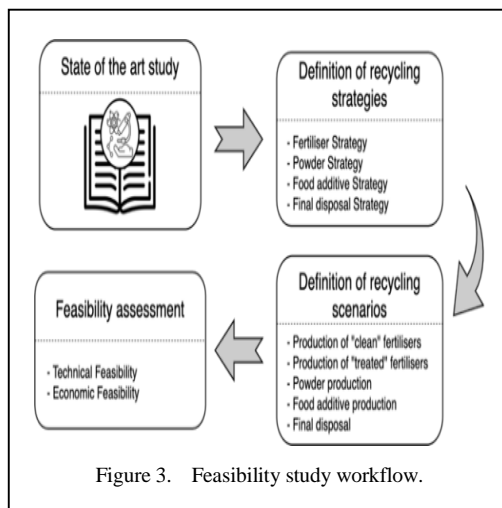 State of the art study
Definition of recycling
strategies
- Fertiliser Strategy
- Powder Strategy
- Food additive Strategy
- Final disposal Strategy
Definition of recycling
scenarios
- Production of "clean" fertilisers
- Production of "treated" fertilisers
- Powder production
- Food additive production
- Final disposal
Feasibility assessment
- Technical Feasibility
- Economic Feasibility
Figure 3. Feasibility study workflow.